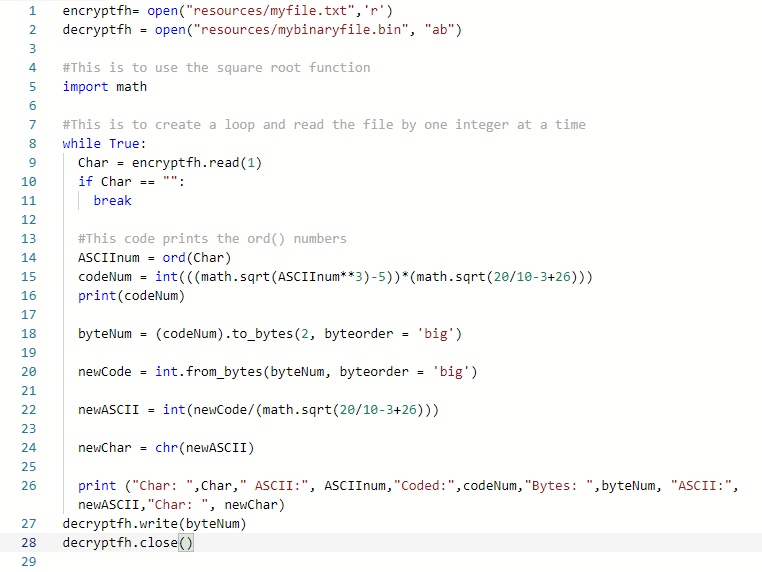 1 encryptfh= open("resources/myfile.txt",'r')
2 decryptfh = open("resources/mybinaryfile.bin", "ab")
3
4 #This is to use the square root function
5 import math
6
7 #This is to create a loop and read the file by one integer at a time
8 while True:
9 Char = encryptfh.read(1)
10 if Char == "":
11 break
12
13 #This code prints the ord() numbers
14 ASCIInum = ord(Char)
15 codeNum = int(((math.sqrt(ASCIInum**3)-5))*(math.sqrt(20/10-3+26)))
16 print(codeNum)
17
18 byteNum = (codeNum).to_bytes(2, byteorder = 'big')
19
20 newCode = int.from_bytes(byteNum, byteorder = 'big')
21
22 newASCII = int(newCode/(math.sqrt(20/10-3+26)))
23
24 newChar = chr(newASCII)
25
26 print ("Char: ",Char," ASCII:", ASCIInum,"Coded:",codeNum,"Bytes: ",byteNum, "ASCII:",
newASCII,"Char: ", newChar)
27 decryptfh.write(byteNum)
28 decryptfh.close()
29